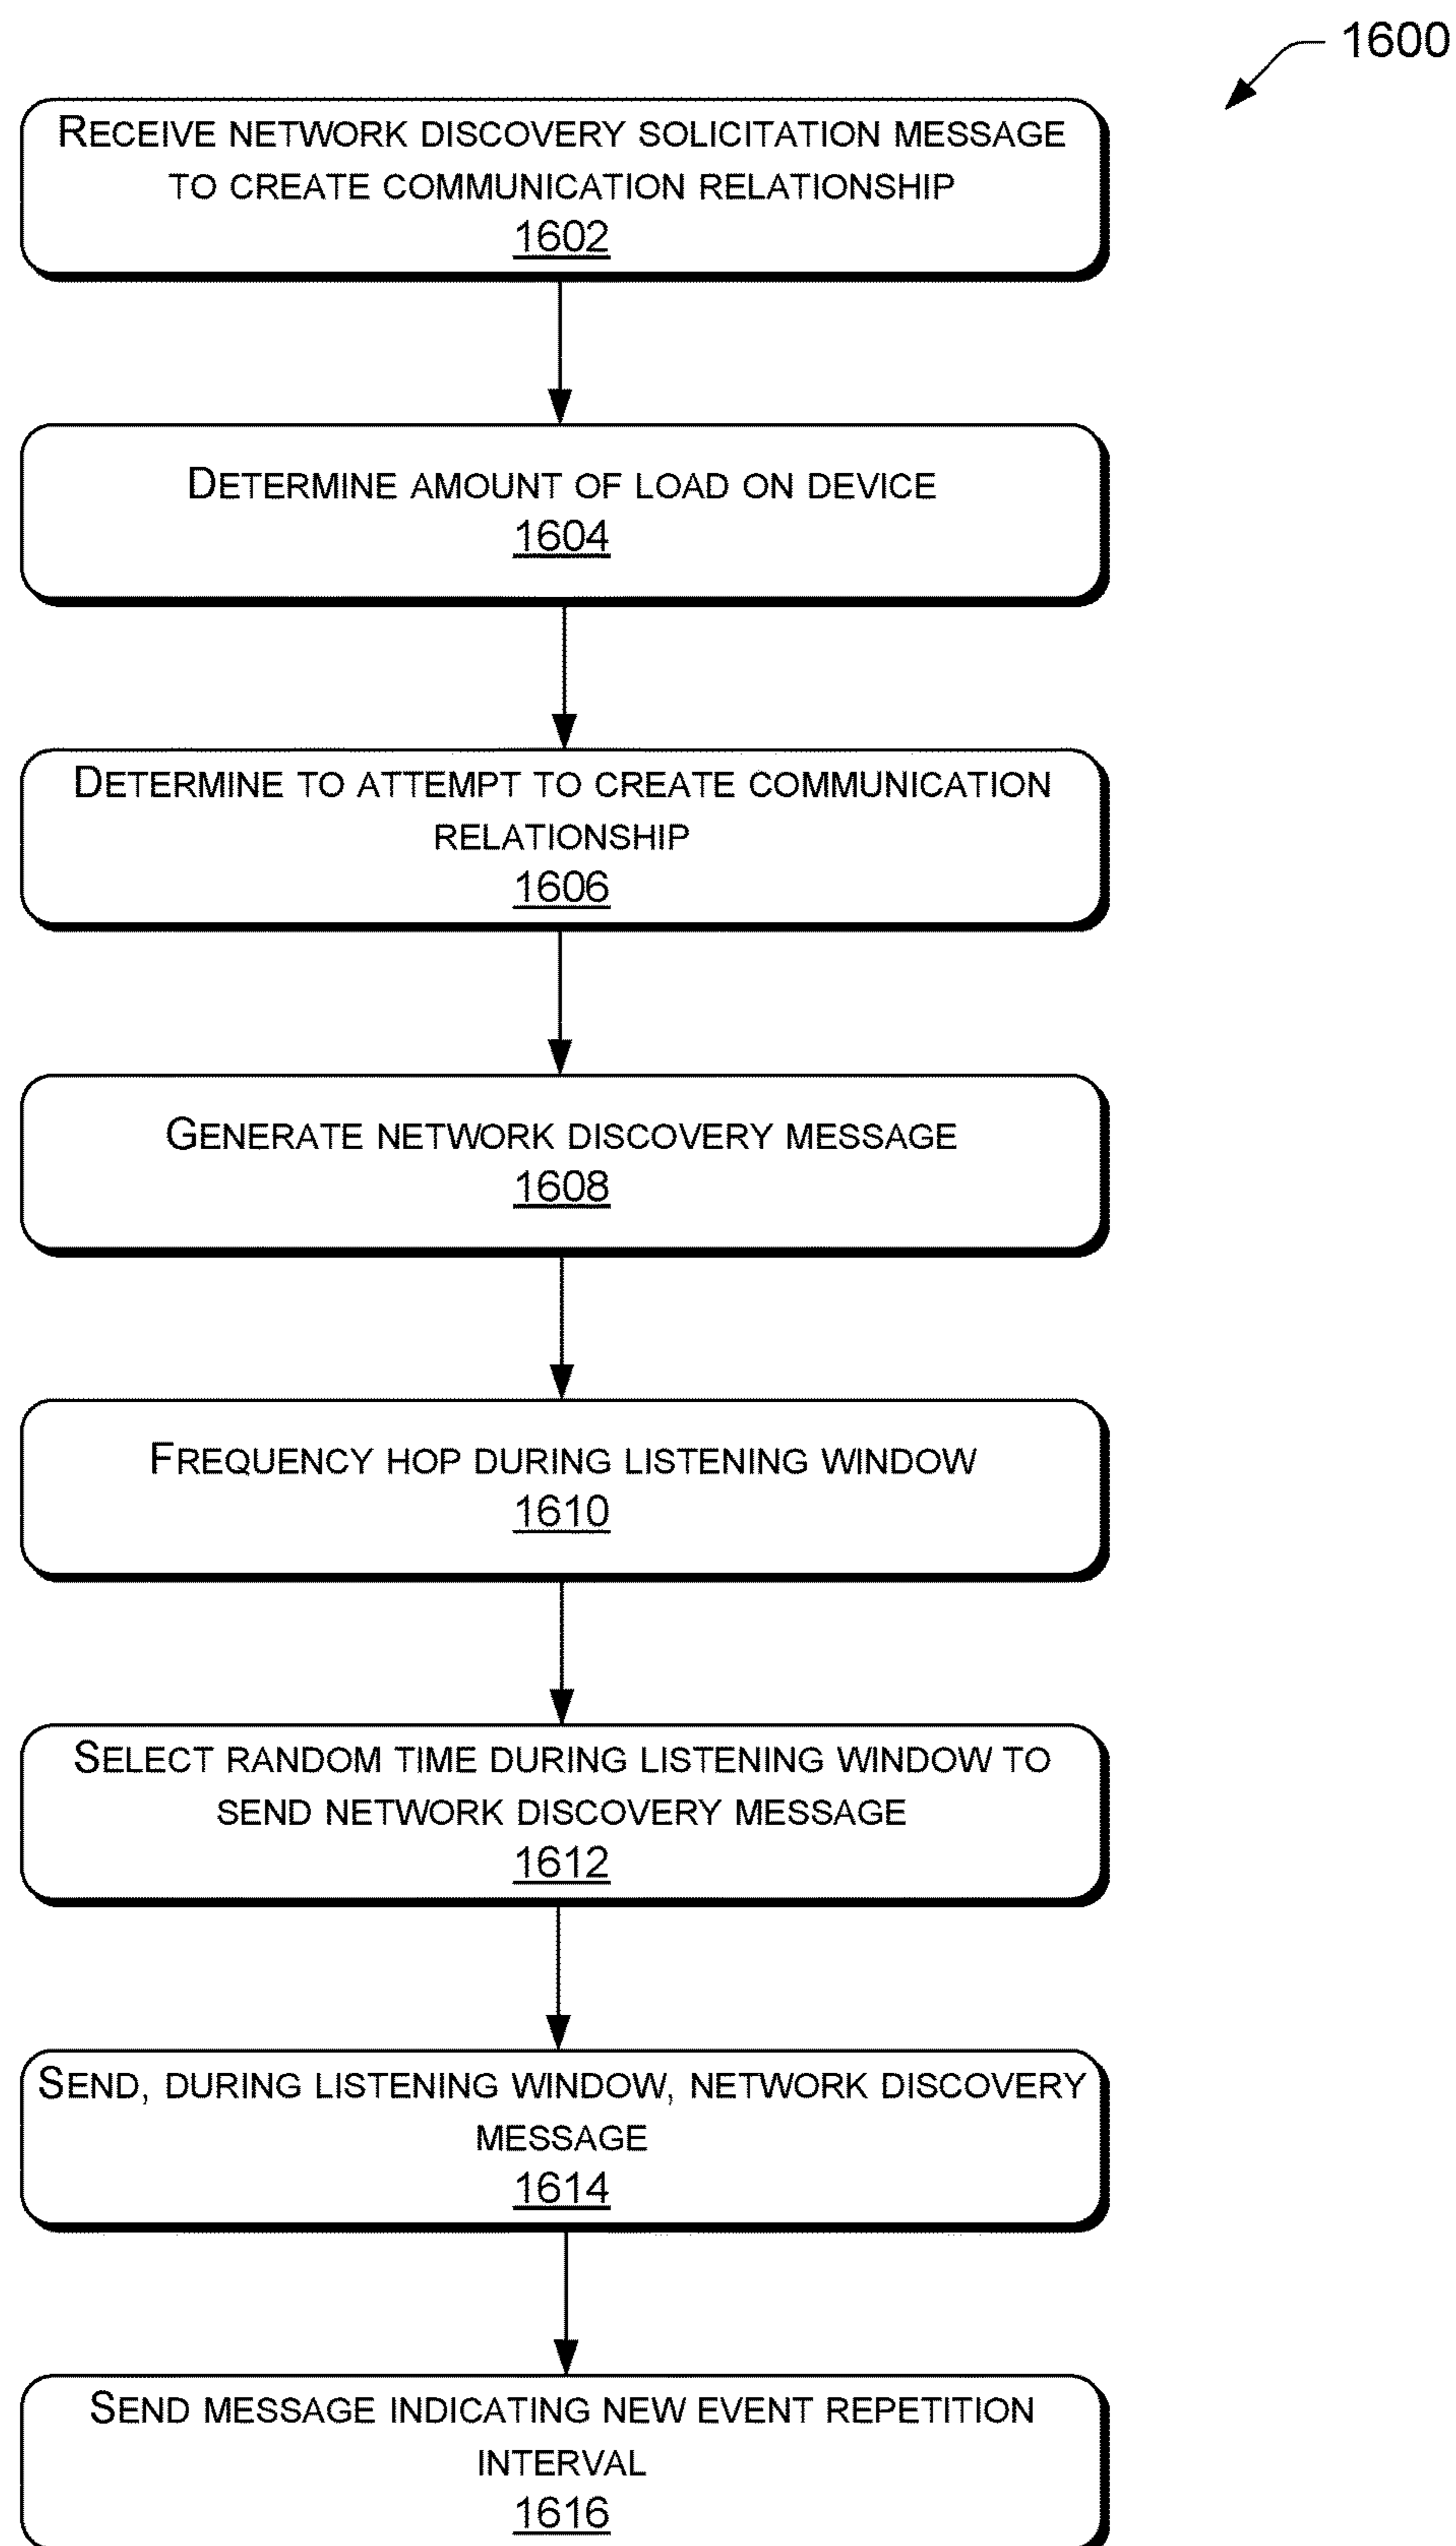 1600
RECEIVE NETWORK DISCOVERY SOLICITATION MESSAGE
TO CREATE COMMUNICATION RELATIONSHIP
1602
DETERMINE AMOUNT OF LOAD ON DEVICE
1604
DETERMINE TO ATTEMPT TO CREATE COMMUNICATION
RELATIONSHIP
1606
GENERATE NETWORK DISCOVERY MESSAGE
1608
FREQUENCY HOP DURING LISTENING WINDOW
1610
SELECT RANDOM TIME DURING LISTENING WINDOW TO
SEND NETWORK DISCOVERY MESSAGE
1612
SEND, DURING LISTENING WINDOW, NETWORK DISCOVERY
MESSAGE
1614
SEND MESSAGE INDICATING NEW EVENT REPETITION
INTERVAL
1616